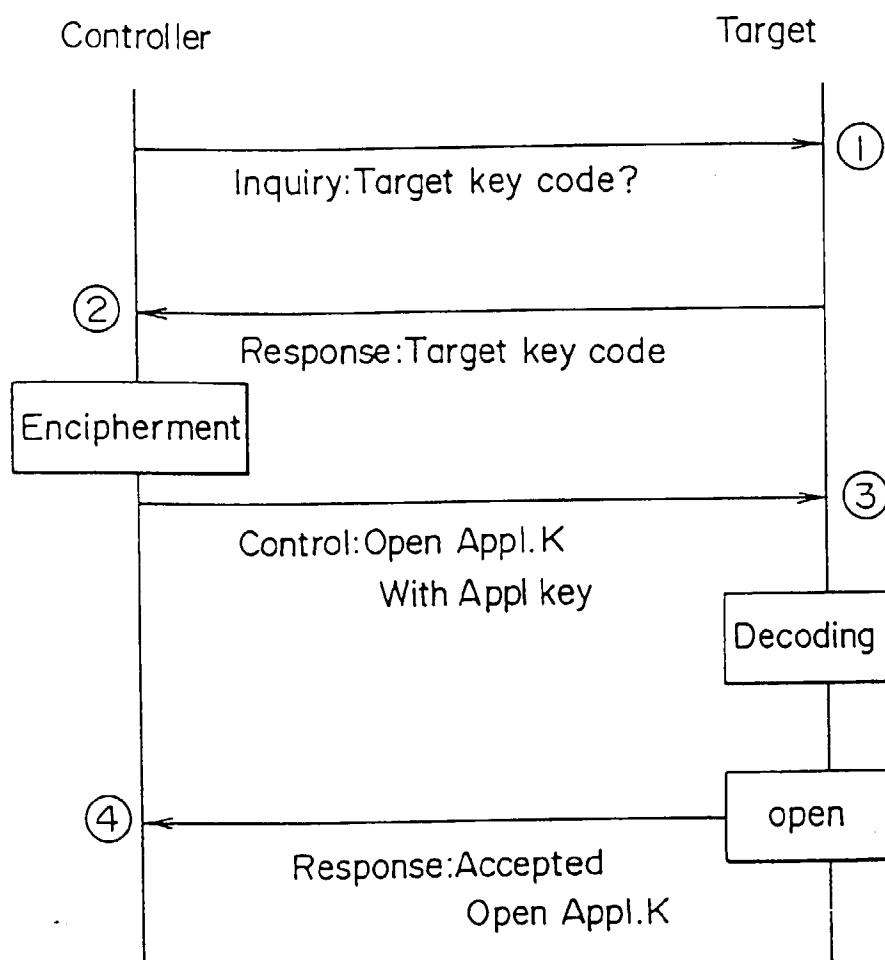 Controller
Target
①
Inquiry:Target key code?
②
Response:Target key code
Encipherment
③
Control:Open Appl.K
With Appl key
Decoding
④
open
Response:Accepted
Open Appl.K